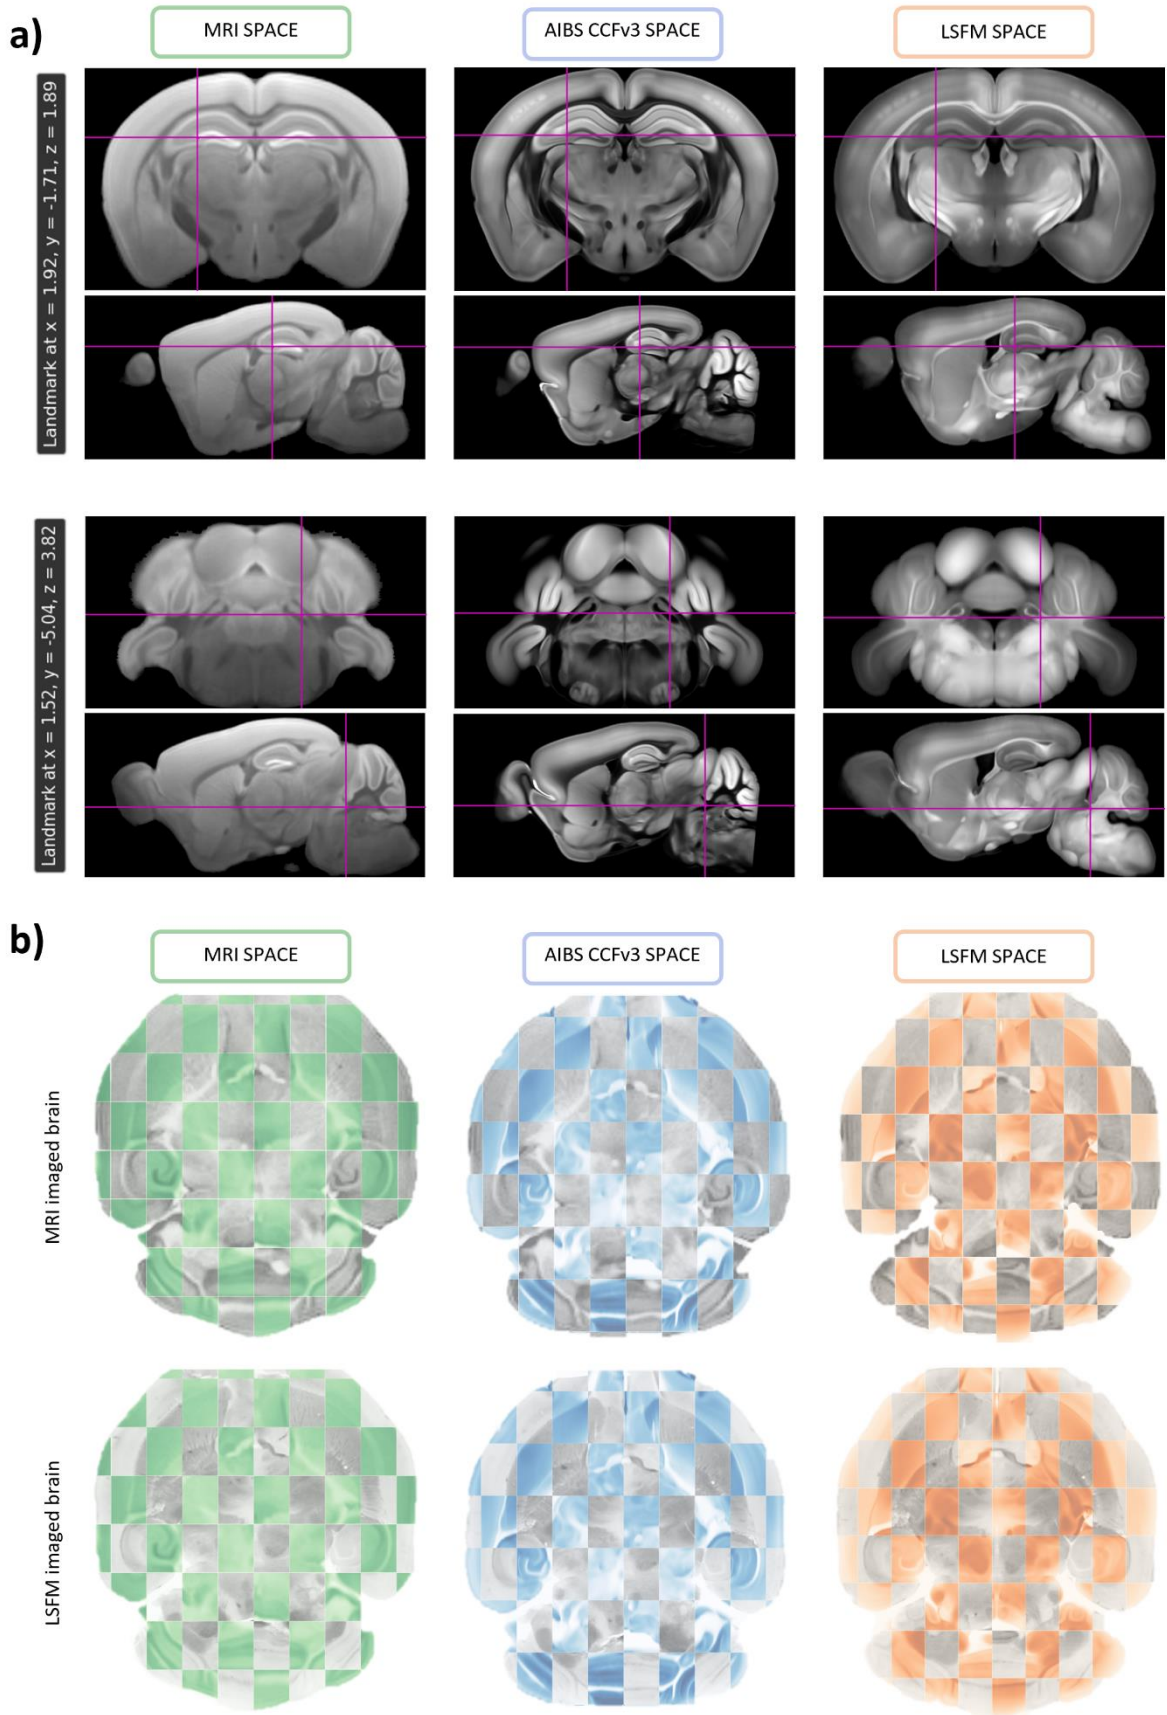 a)
MRI SPACE
AIBS CCFv3 SPACE
LSFM SPACE
Landmark at x = 1.92, y = -1.71, z = 1.89
Landmark at x = 1.52, y = -5.04, z = 3.82
b)
MRI SPACE
AIBS CCFv3 SPACE
LSFM SPACE
MRI imaged brain
LSFM imaged brain